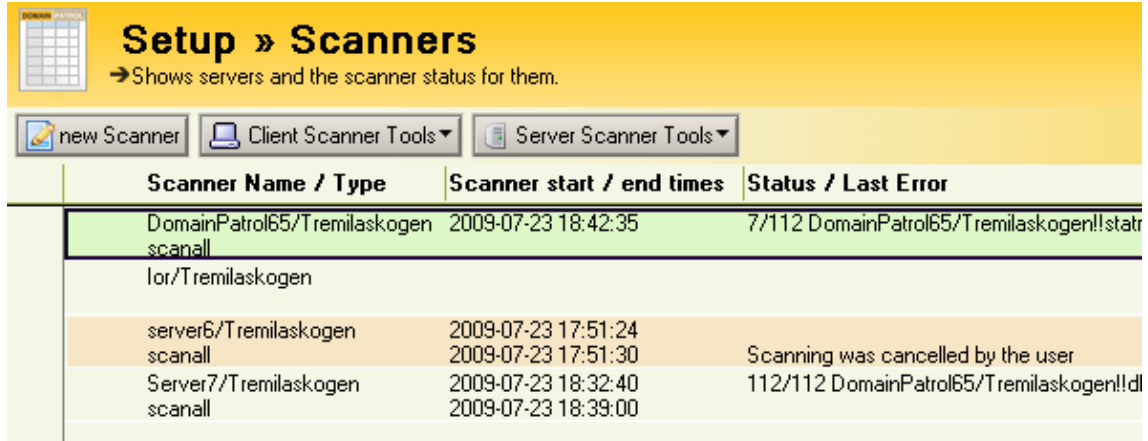 DOMAIN PATROL
Setup » Scanners
Shows servers and the scanner status for them.
new Scanner Client Scanner Tools Server Scanner Tools
Scanner Name / Type Scanner start / end times Status / Last Error
DomainPatrol65/Tremilaskogen 2009-07-23 18:42:35 7/112 DomainPatrol65/Tremilaskogen!!statr
scanall
lor/Tremilaskogen
server6/Tremilaskogen 2009-07-23 17:51:24
scanall 2009-07-23 17:51:30 Scanning was cancelled by the user
Server7/Tremilaskogen 2009-07-23 18:32:40 112/112 DomainPatrol65/Tremilaskogen!!d
scanall 2009-07-23 18:39:00